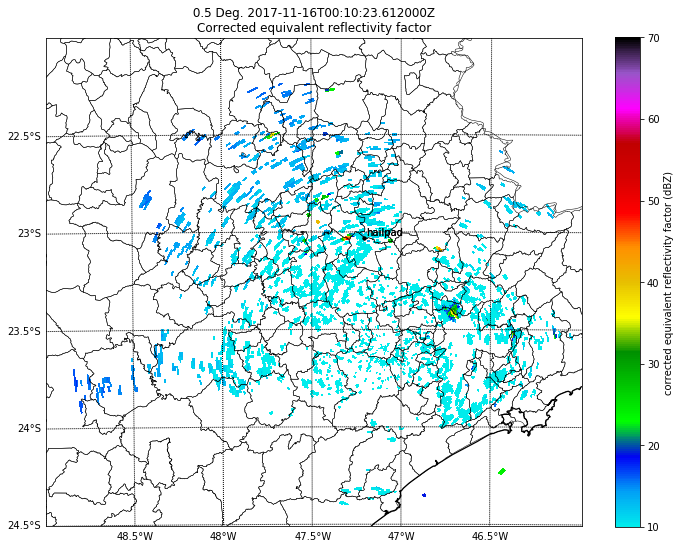 0.5 Deg. 2017-11-16T00:10:23.612000Z
Corrected equivalent reflectivity factor
70
60
22.5°S
50
23°S
hailpad
40
23.5°S
30
24°S
20
24.5°S
10
48.5°W
48°W
47.5°W
47°W
46.5°W
corrected equivalent reflectivity factor (dBZ)